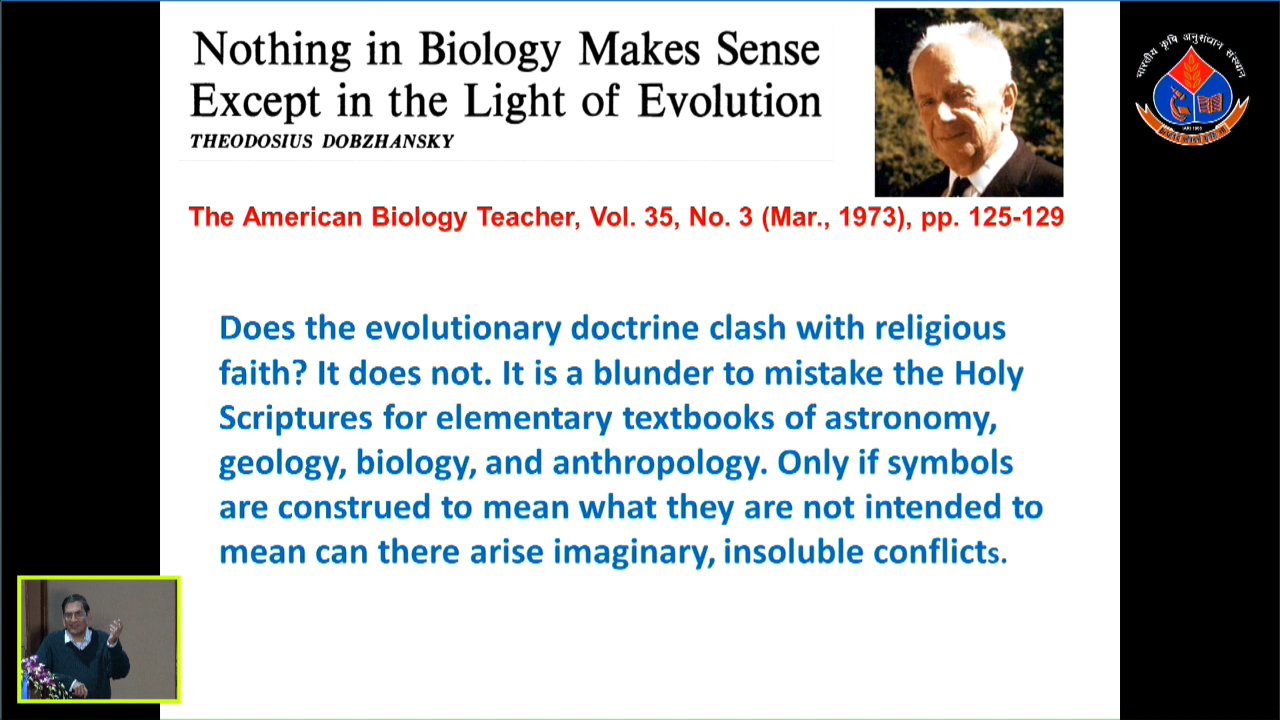 Nothing in Biology Makes Sense
Except in the Light of Evolution
THEODOSIUS DOBZHANSKY
The American Biology Teacher, Vol. 35, No. 3 (Mar., 1973), pp. 125-129
Does the evolutionary doctrine clash with religious
faith? It does not. It is a blunder to mistake the Holy
Scriptures for elementary textbooks of astronomy,
geology, biology, and anthropology. Only if symbols
are construed to mean what they are not intended to
mean can there arise imaginary, insoluble conflicts.
भारतीय कृषि अनुसंधान संस्थान